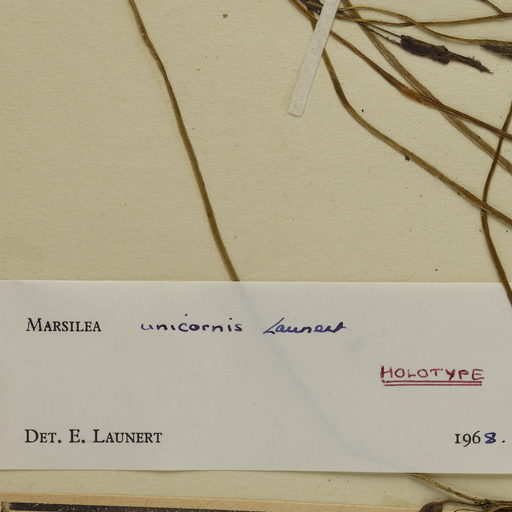 MARSILEA unicornis Launert
HOLOTYPE
DET. E. LAUNERT 1968.